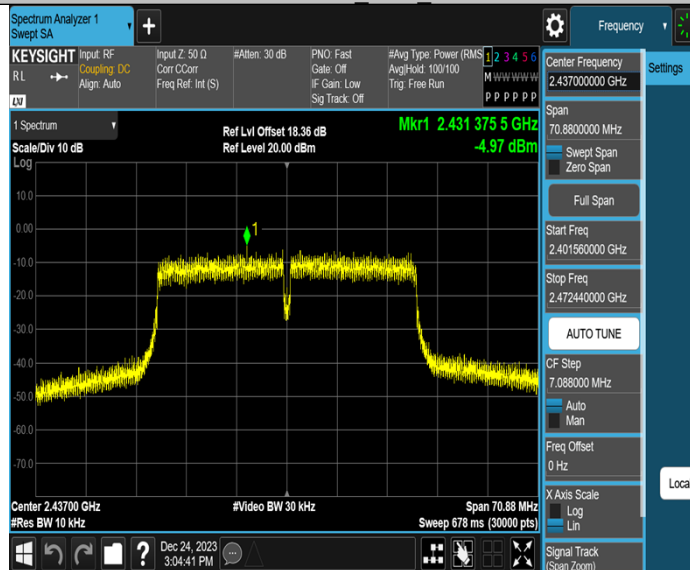 Spectrum Analyzer 1
Swept SA
+
Frequency
Settings
KEYSIGHT
RL
LXI
Input: RF
Coupling: DC
Align: Auto
Input Z: 50 Ω
Corr CCorr
Freq Ref: Int (S)
#Atten: 30 dB
PNO: Fast
Gate: Off
IF Gain: Low
Sig Track: Off
#Avg Type: Power (RMS
Avg|Hold: 100/100
Trig: Free Run
1 2 3 4 5 6
M W W W W W
P P P P P P
1 Spectrum
Scale/Div 10 dB
Log
Ref Lvl Offset 18.36 dB
Ref Level 20.00 dBm
Mkr1 2.431 375 5 GHz
-4.97 dBm
10.0
0.00
-10.0
-20.0
-30.0
-40.0
-50.0
-60.0
-70.0
1
Center 2.43700 GHz
#Res BW 10 kHz
#Video BW 30 kHz
Span 70.88 MHz
Sweep 678 ms (30000 pts)
Center Frequency
2.437000000 GHz
Span
70.8800000 MHz
Swept Span
Zero Span
Full Span
Start Freq
2.401560000 GHz
Stop Freq
2.472440000 GHz
AUTO TUNE
CF Step
7.088000 MHz
Auto
Man
Freq Offset
0 Hz
X Axis Scale
Log
Lin
Signal Track
(Span Zoom)
Loca
?
Dec 24, 2023
3:04:41 PM